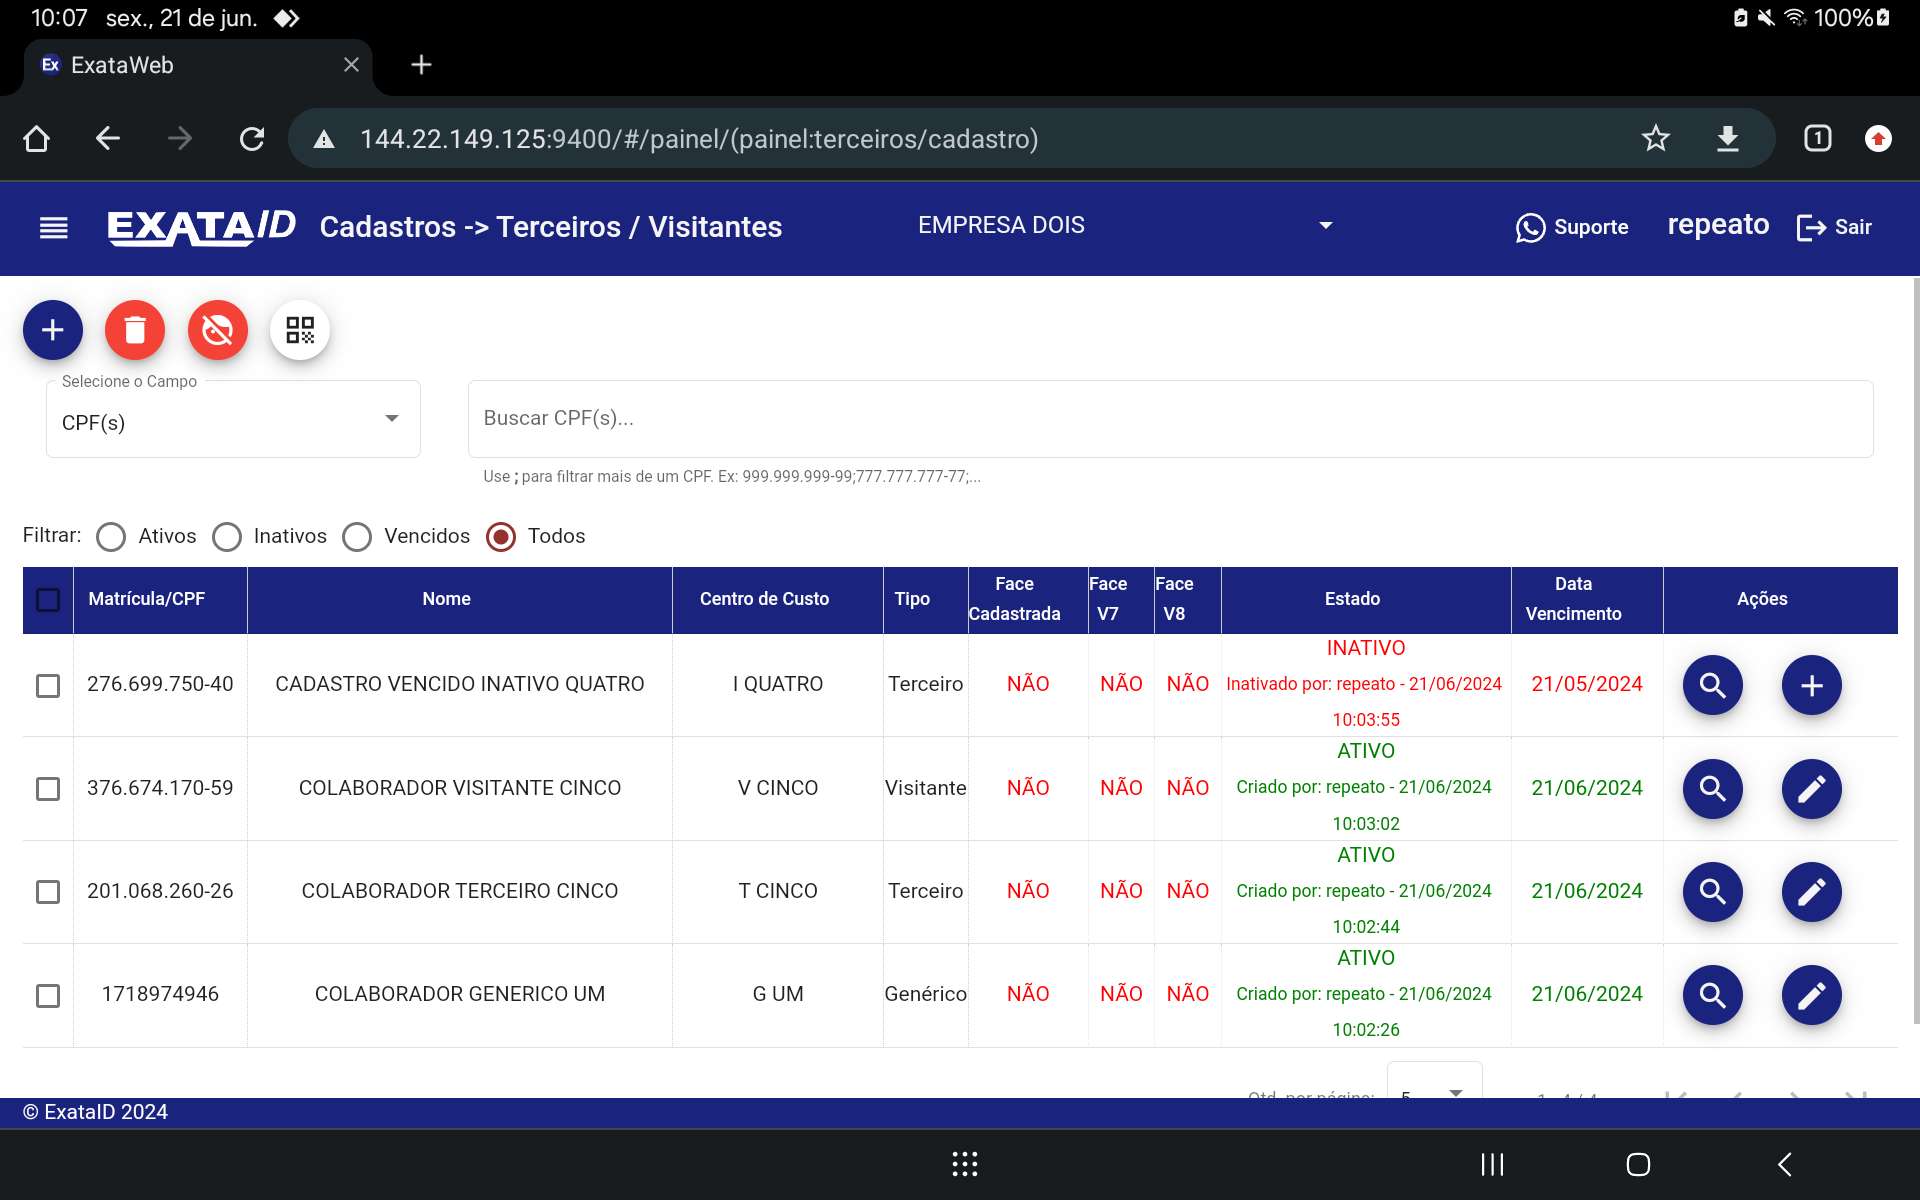 10:07 sex., 21 de jun. 100%
Ex ExataWeb
144.22.149.125:9400/#/painel/(painel:terceiros/cadastro) 1
EXATAID Cadastros -> Terceiros / Visitantes EMPRESA DOIS Suporte repeato Sair
Selecione o Campo
CPF(s) Buscar CPF(s)...
Use ; para filtrar mais de um CPF. Ex: 999.999.999-99;777.777.777-77;...
Filtrar: Ativos Inativos Vencidos Todos
Matrícula/CPF Nome Centro de Custo Tipo Face Cadastrada Face V7 Face V8 Estado Data Vencimento Ações
276.699.750-40 CADASTRO VENCIDO INATIVO QUATRO I QUATRO Terceiro NÃO NÃO NÃO INATIVO Inativado por: repeato - 21/06/2024 10:03:55 21/05/2024
376.674.170-59 COLABORADOR VISITANTE CINCO V CINCO Visitante NÃO NÃO NÃO ATIVO Criado por: repeato - 21/06/2024 10:03:02 21/06/2024
201.068.260-26 COLABORADOR TERCEIRO CINCO T CINCO Terceiro NÃO NÃO NÃO ATIVO Criado por: repeato - 21/06/2024 10:02:44 21/06/2024
1718974946 COLABORADOR GENERICO UM G UM Genérico NÃO NÃO NÃO ATIVO Criado por: repeato - 21/06/2024 10:02:26 21/06/2024
Qtd. por página: 5 1 - 4 / 4
© ExataID 2024